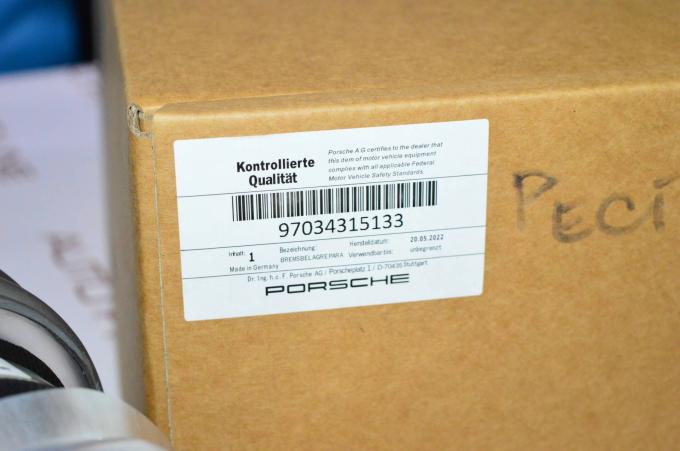 Kontrollierte
Qualität
Porsche A G certifies to the dealer that
this item of motor vehicle equipment
complies with all applicable Federal
Motor Vehicle Safety Standards.
97034315133
Inhalt: 1 Bezeichnung: Herstelldatum: 20.05.2022
BREMSBELAGREPARA Verwendbar bis: unbegrenzt
Made in Germany
Dr. Ing. h. c. F. Porsche AG / Porscheplatz 1 / D-70435 Stuttgart
PORSCHE
PECi